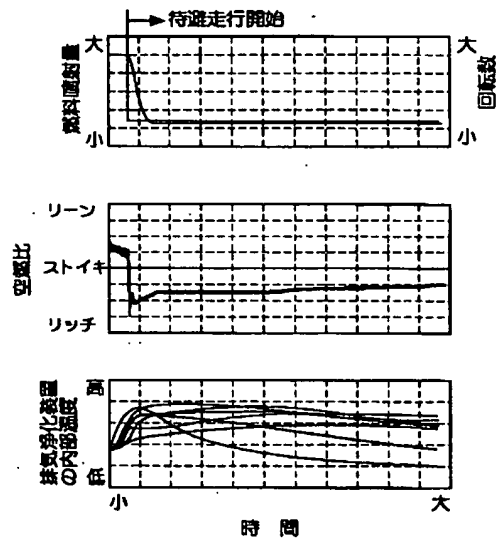 待避走行開始
大
燃料噴射量
小
大
回転数
小
リーン
空燃比
ストイキ
リッチ
高
排気浄化装置
の内部温度
低
小
大
時間